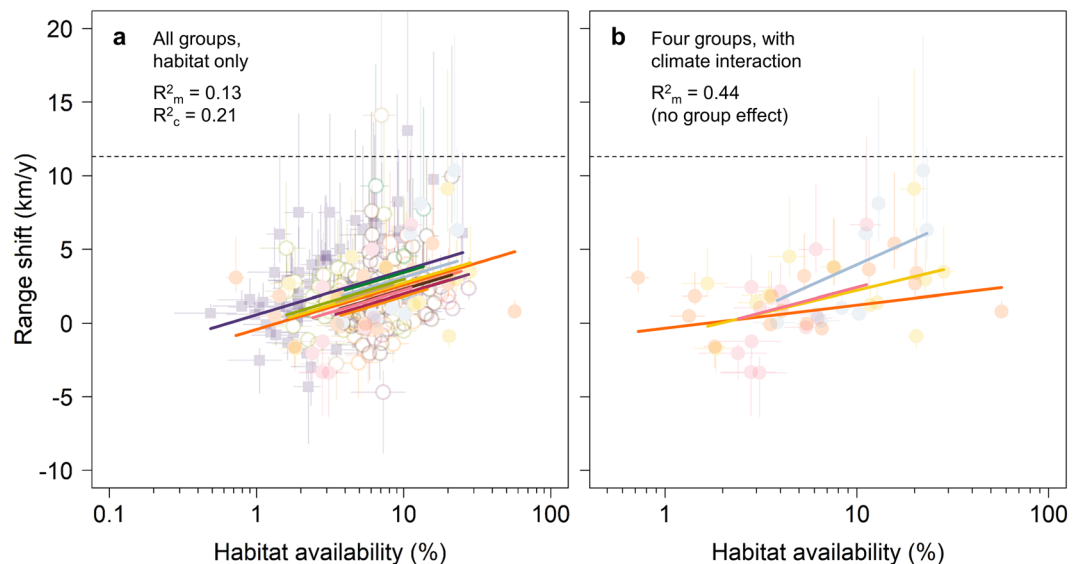 a All groups,
habitat only
R²m = 0.13
R²c = 0.21
b Four groups, with
climate interaction
R²m = 0.44
(no group effect)
Range shift (km/y)
20
15
10
5
0
-5
-10
0.1 1 10 100
1 10 100
Habitat availability (%)
Habitat availability (%)